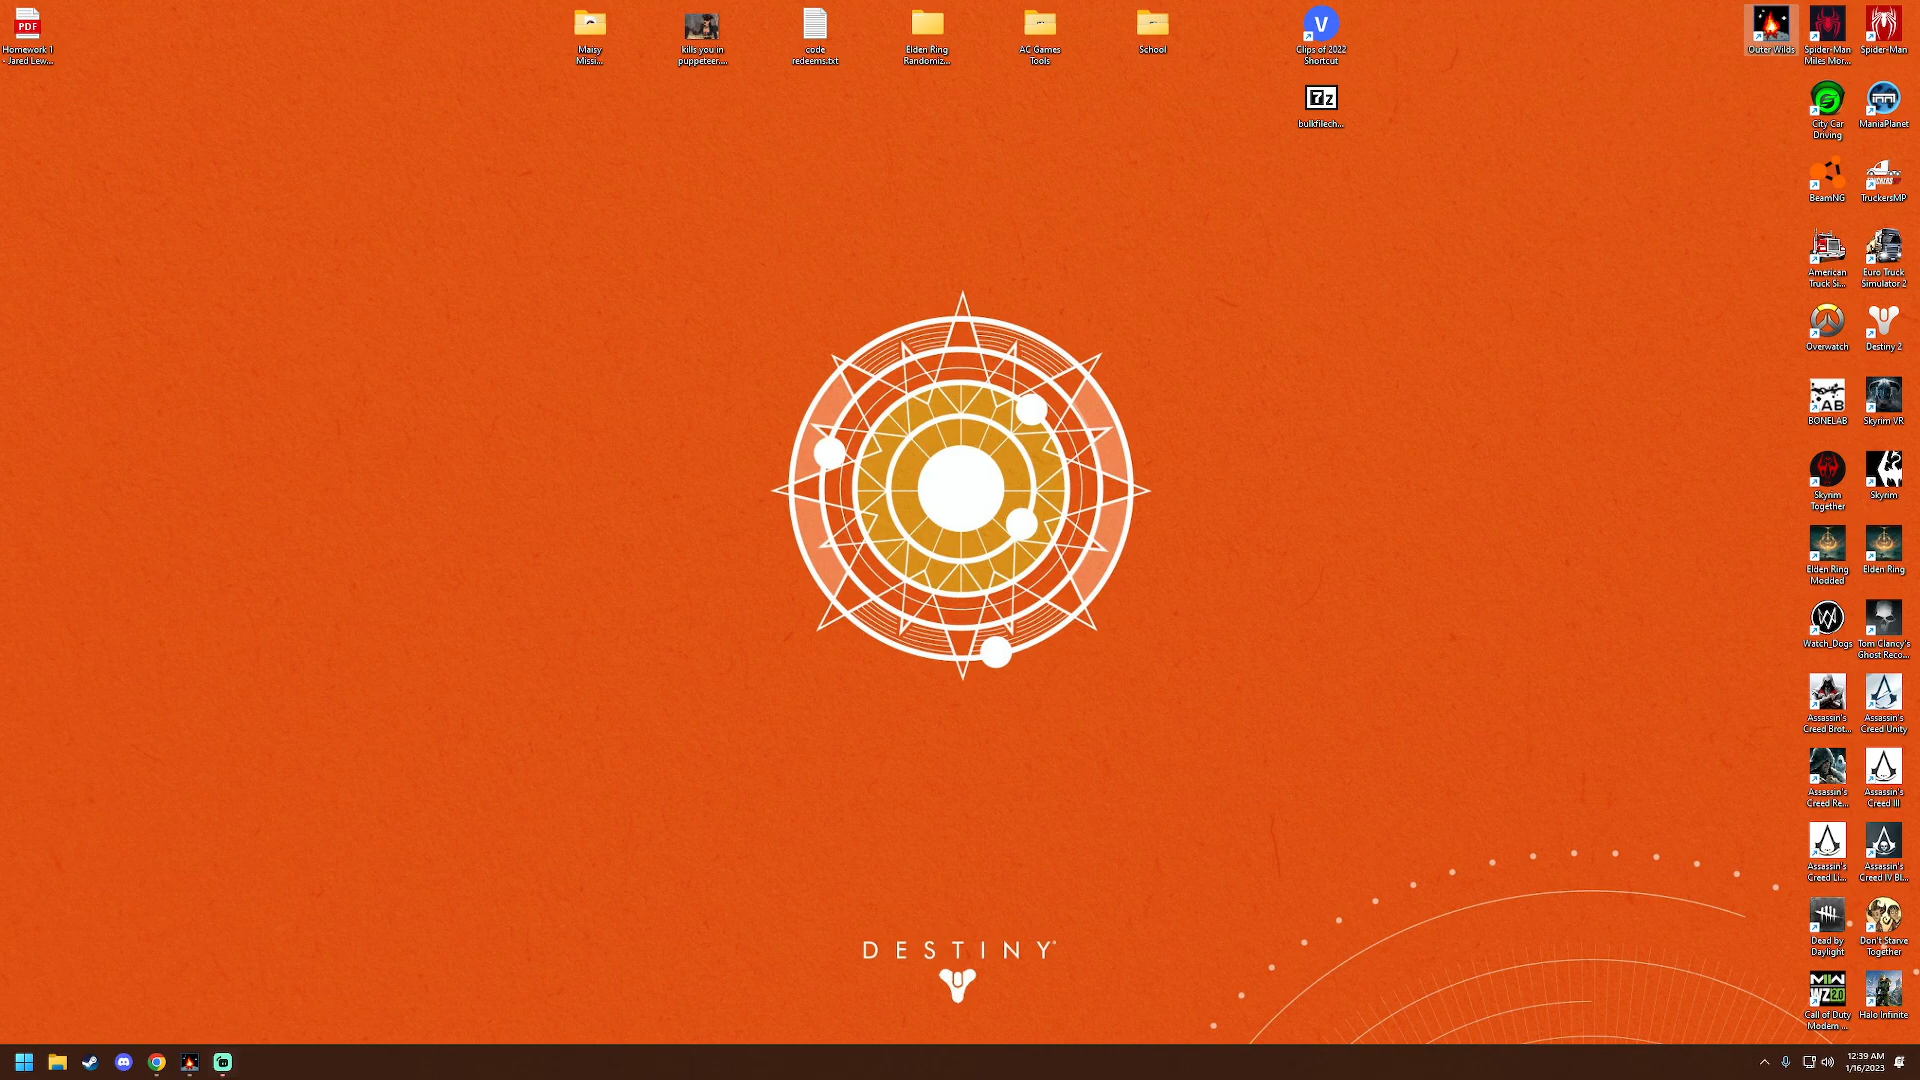 PDF
Homework 1
- Jared Lew...
Maisy
Missi...
kills you in
puppeteer....
code
redeems.txt
Elden Ring
Randomiz...
AC Games
Tools
School
V
Clips of 2022
Shortcut
7z
bulkfilech...
Outer Wilds
Spider-Man
Miles Mor...
Spider-Man
City Car
Driving
ManiaPlanet
BeamNG
TruckersMP
American
Truck Si...
Euro Truck
Simulator 2
Overwatch
Destiny 2
AB
BONELAB
Skyrim VR
Skyrim
Together
Skyrim
Elden Ring
Modded
Elden Ring
Watch_Dogs
Tom Clancy's
Ghost Reco...
Assassin's
Creed Brot...
Assassin's
Creed Unity
Assassin's
Creed Re...
Assassin's
Creed III
Assassin's
Creed Li...
Assassin's
Creed IV Bl...
Dead by
Daylight
Don't Starve
Together
MW
WZ 2.0
Call of Duty
Modern ...
Halo Infinite
DESTINY
12:39 AM
1/16/2023